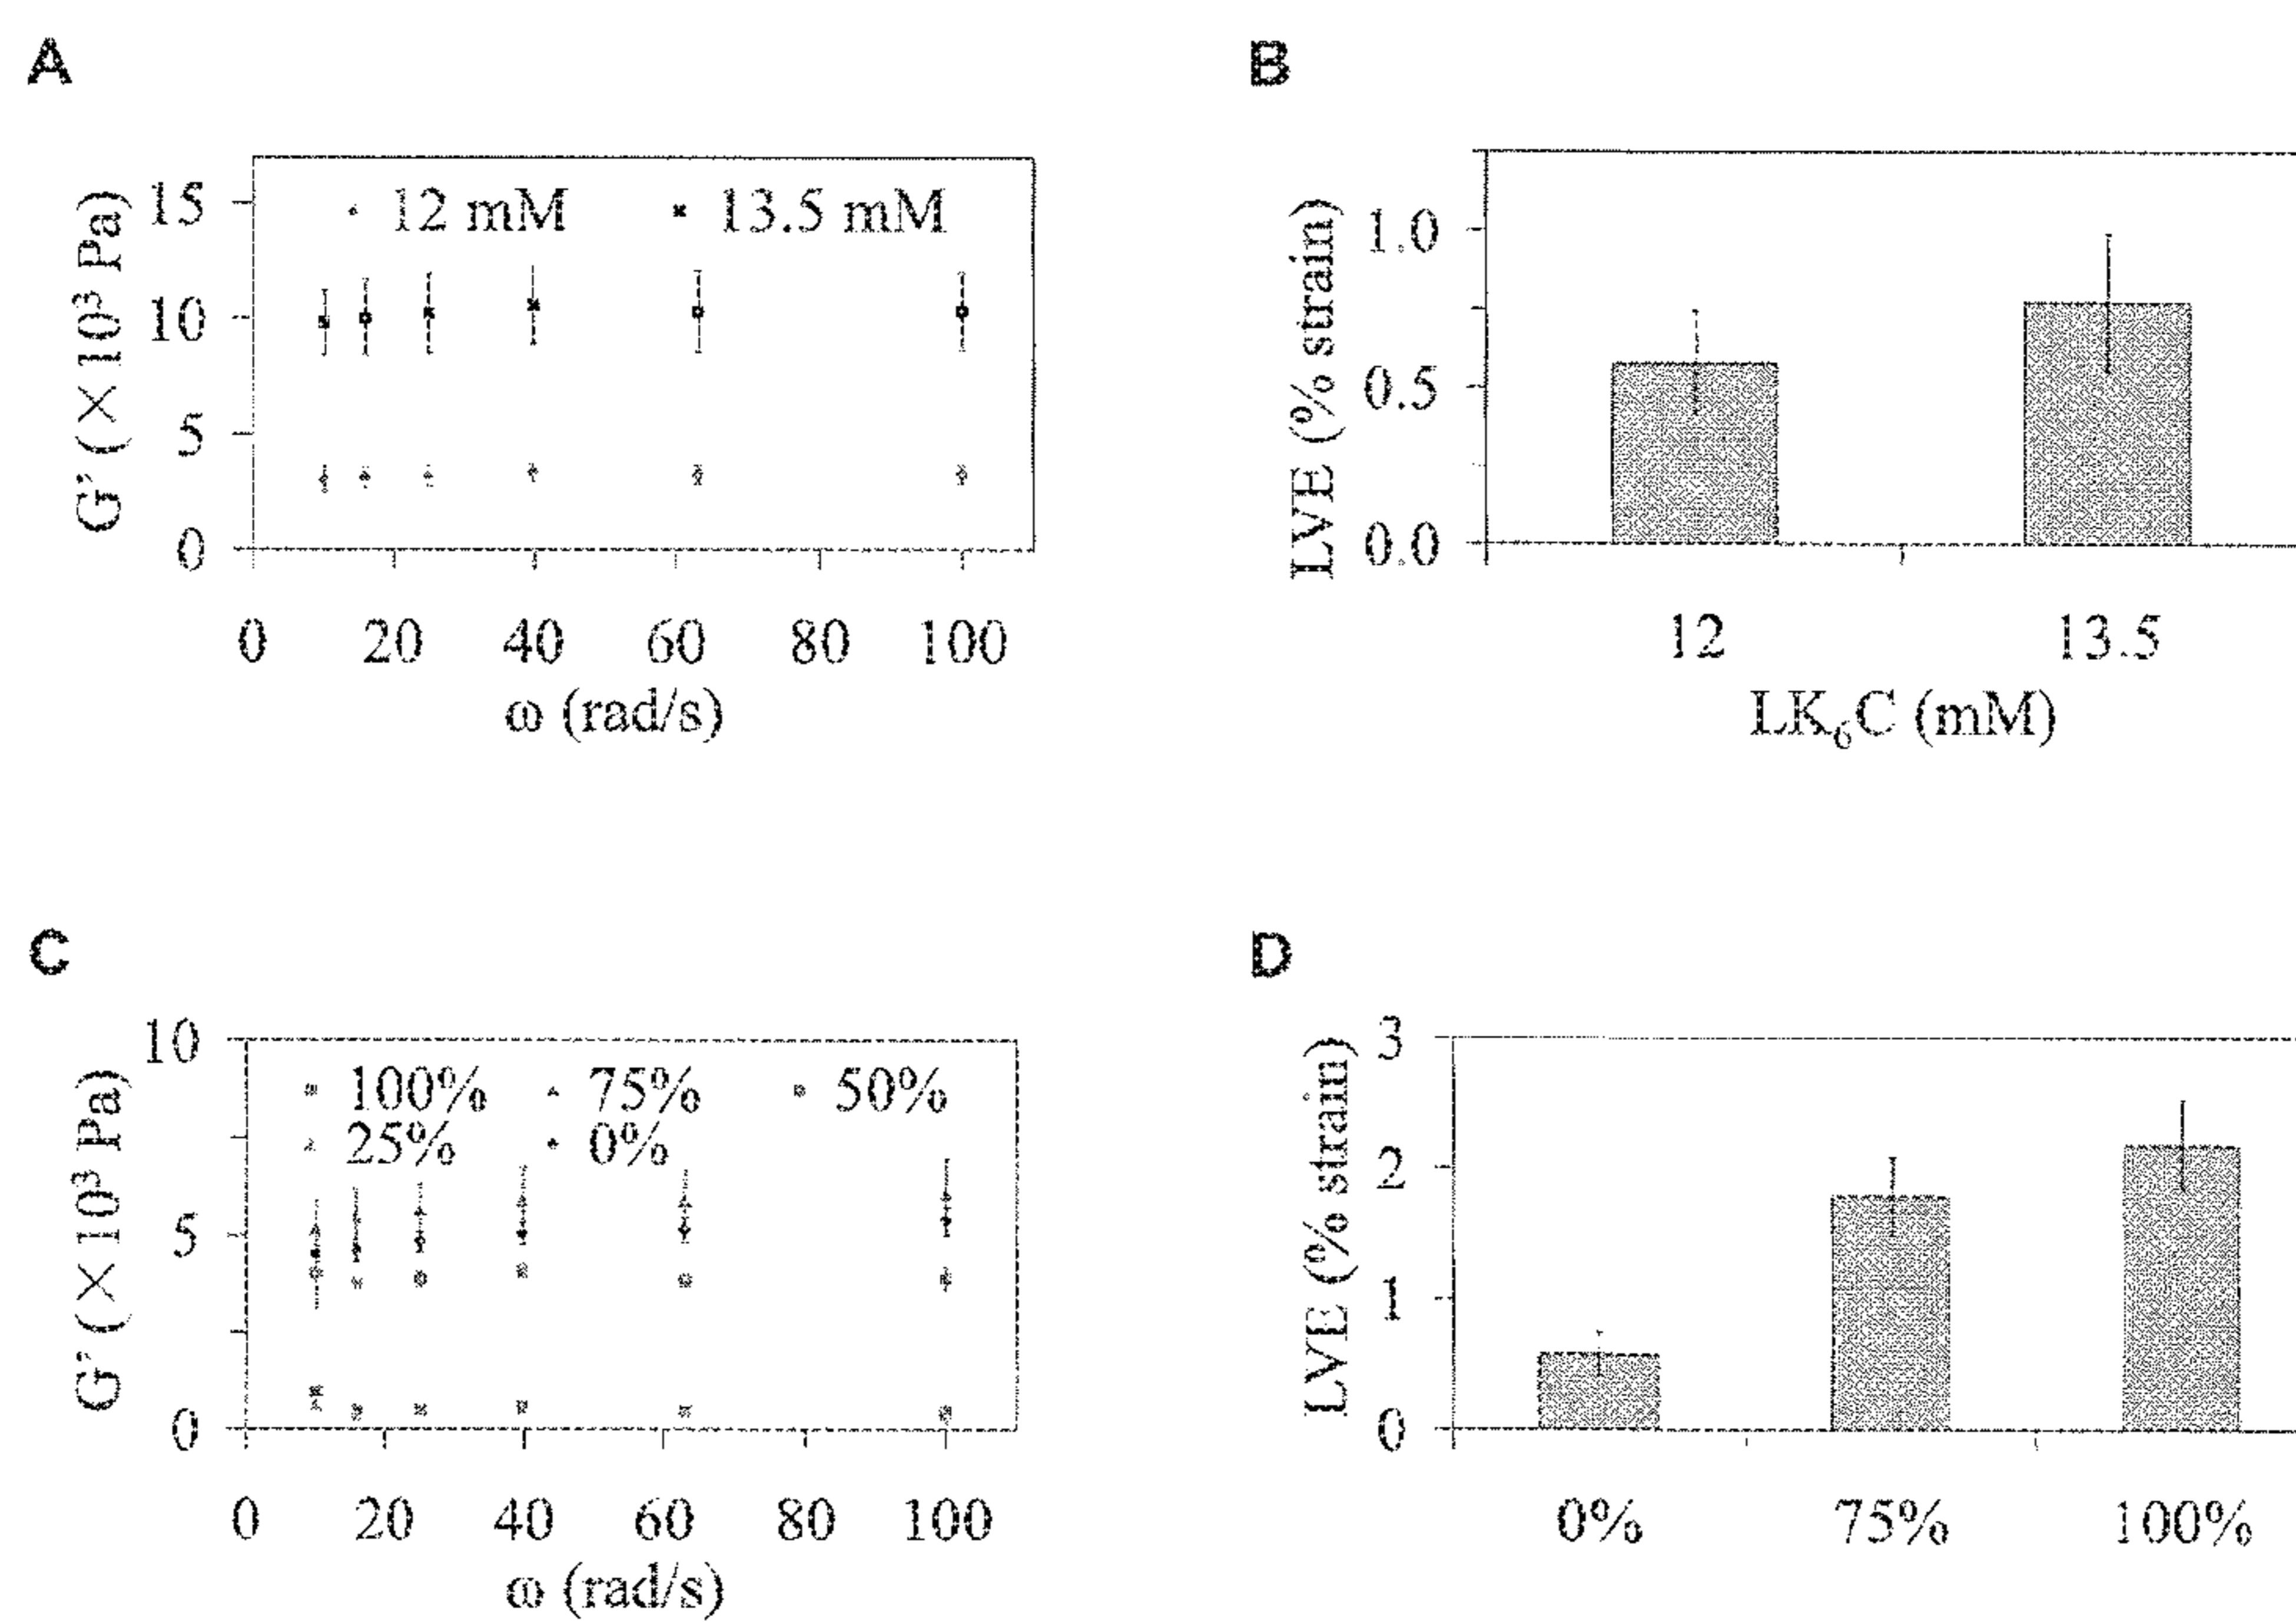 A
G' (×10³ Pa)
15
10
5
0
12 mM
13.5 mM
0 20 40 60 80 100
ω (rad/s)
B
LVE (% strain)
1.0
0.5
0.0
12 13.5
LK₆C (mM)
C
G' (×10³ Pa)
10
5
0
100% 75% 50%
25% 0%
0 20 40 60 80 100
ω (rad/s)
D
LVE (% strain)
3
2
1
0
0% 75% 100%